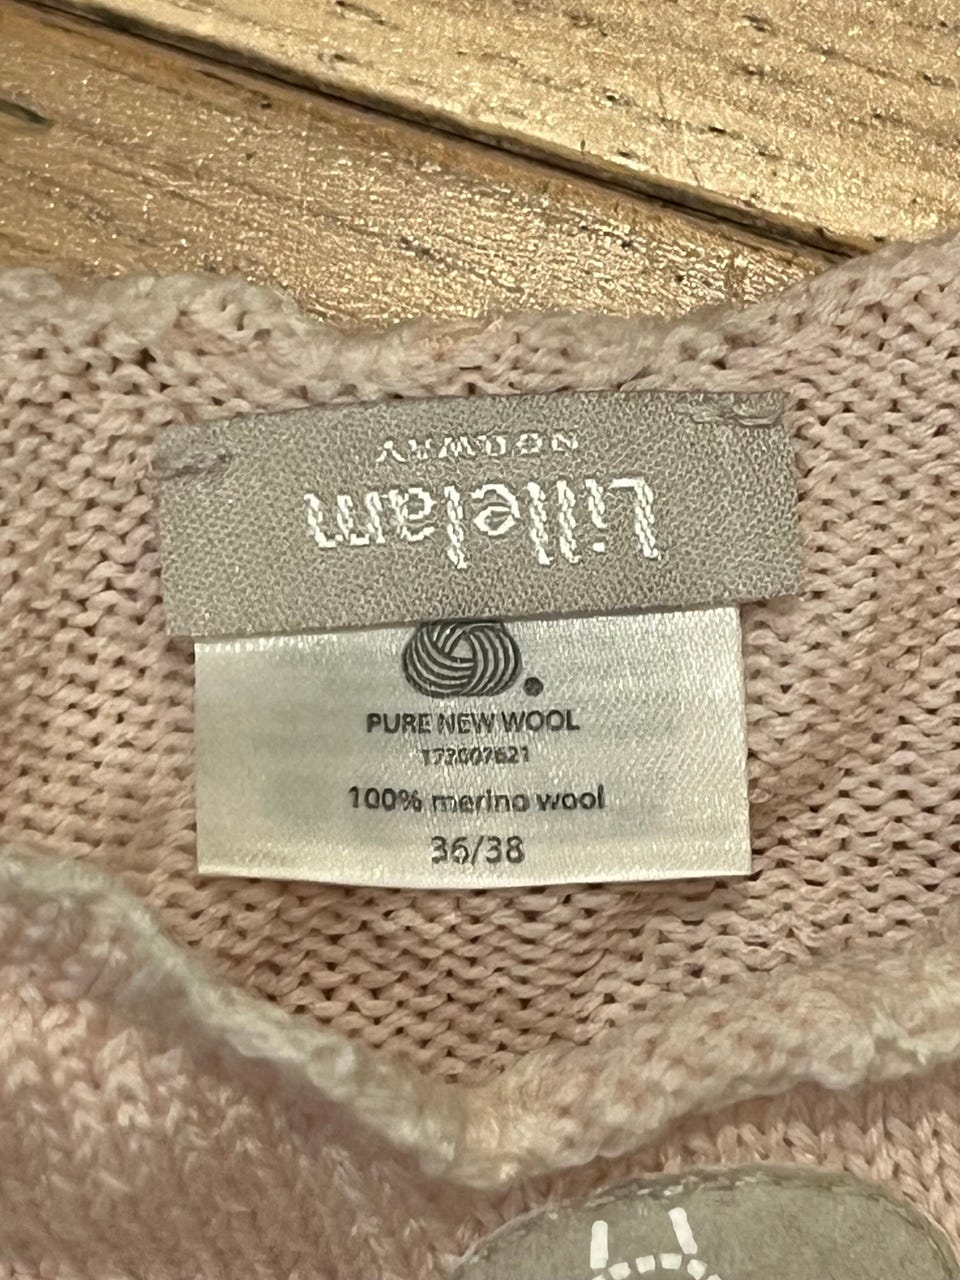 Lillelam
NORWAY
PURE NEW WOOL
100% merino wool
36/38